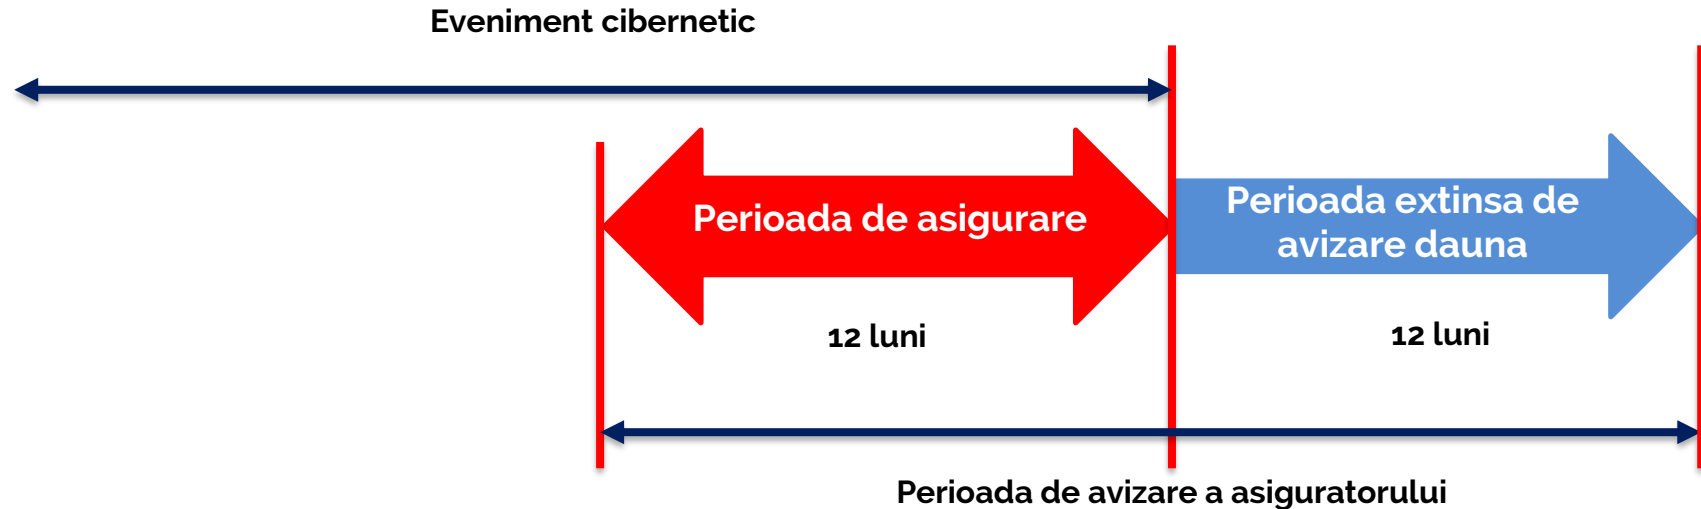 Eveniment cibernetic
Perioada de asigurare
Perioada extinsa de
avizare dauna
12 luni
12 luni
Perioada de avizare a asiguratorului